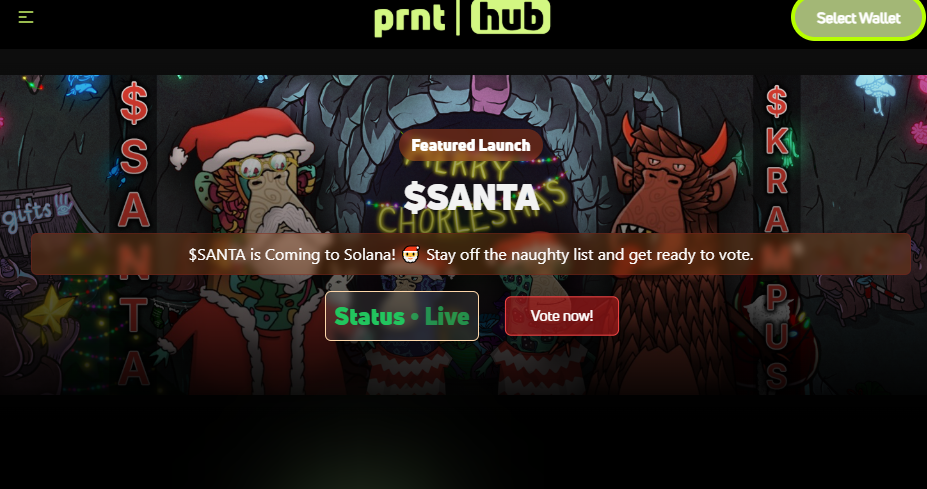 prnt | hub
Select Wallet
$SANTA
$KRAMPUS
gifts
Featured Launch
MERRY
$SANTA
CHORLESTMAS
$SANTA is Coming to Solana! 🎅 Stay off the naughty list and get ready to vote.
Status • Live
Vote now!